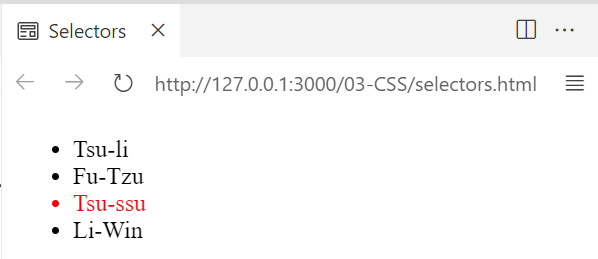 Selectors
http://127.0.0.1:3000/03-CSS/selectors.html
Tsu-li
Fu-Tzu
Tsu-ssu
Li-Win